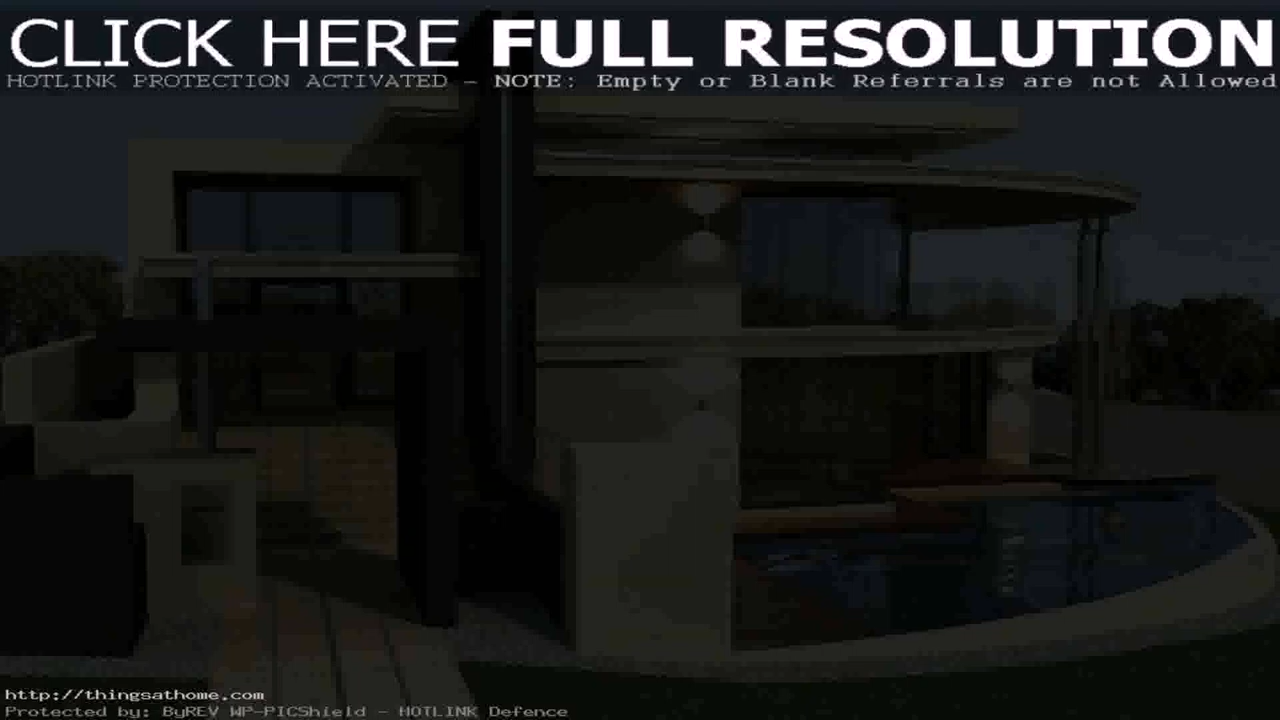 CLICK HERE FULL RESOLUTION
HOTLINK PROTECTION ACTIVATED - NOTE: Empty or Blank Referrals are not Allowed
http://thingsathome.com
Protected by: ByREV WP-PICShield - HOTLINK Defence